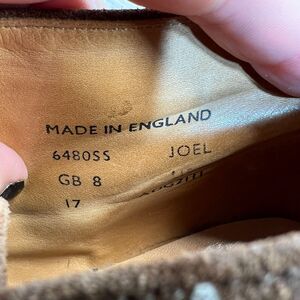 MADE IN ENGLAND
6480SS JOEL
GB 8
17